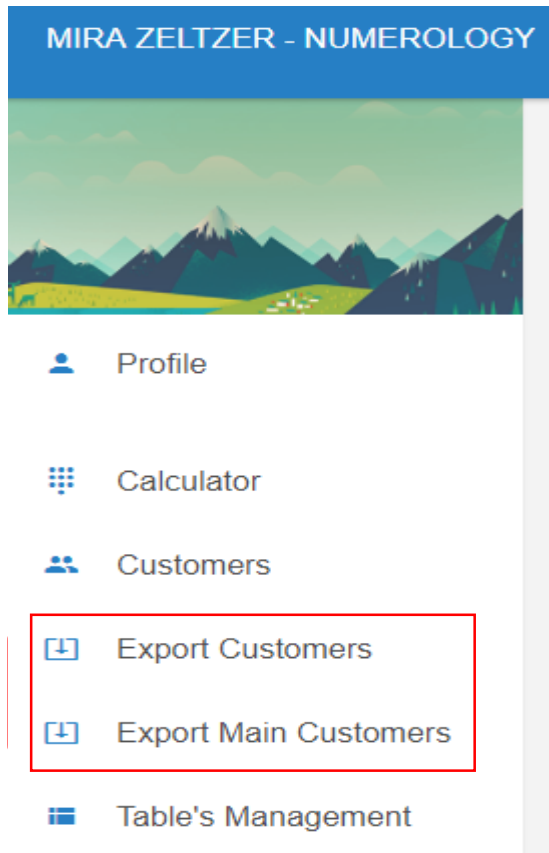 MIRA ZELTZER - NUMEROLOGY
Profile
Calculator
Customers
Export Customers
Export Main Customers
Table's Management